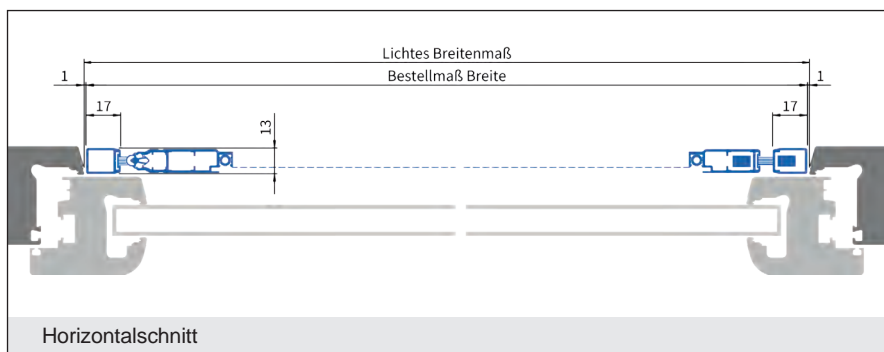 Lichtes Breitenmaß
1 Bestellmaß Breite 1
17 17
13
Horizontalschnitt